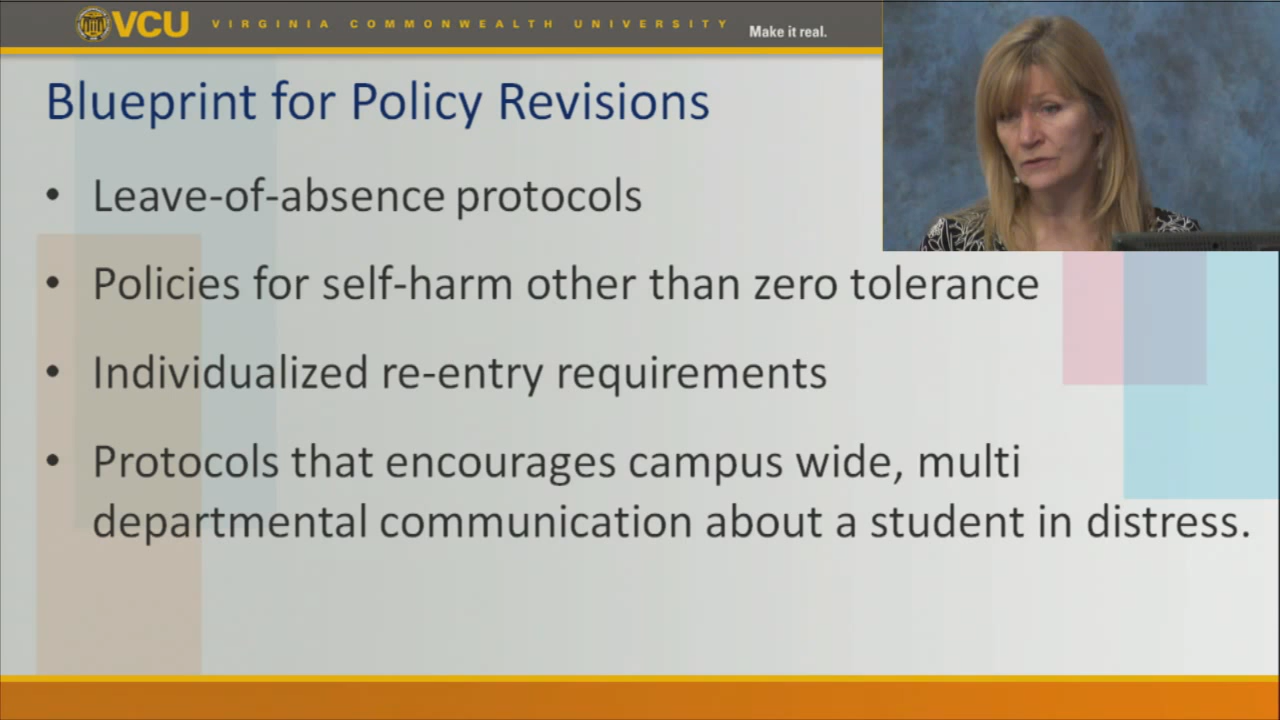 VCU VIRGINIA COMMONWEALTH UNIVERSITY Make it real.
Blueprint for Policy Revisions
• Leave-of-absence protocols
• Policies for self-harm other than zero tolerance
• Individualized re-entry requirements
• Protocols that encourages campus wide, multi
departmental communication about a student in distress.